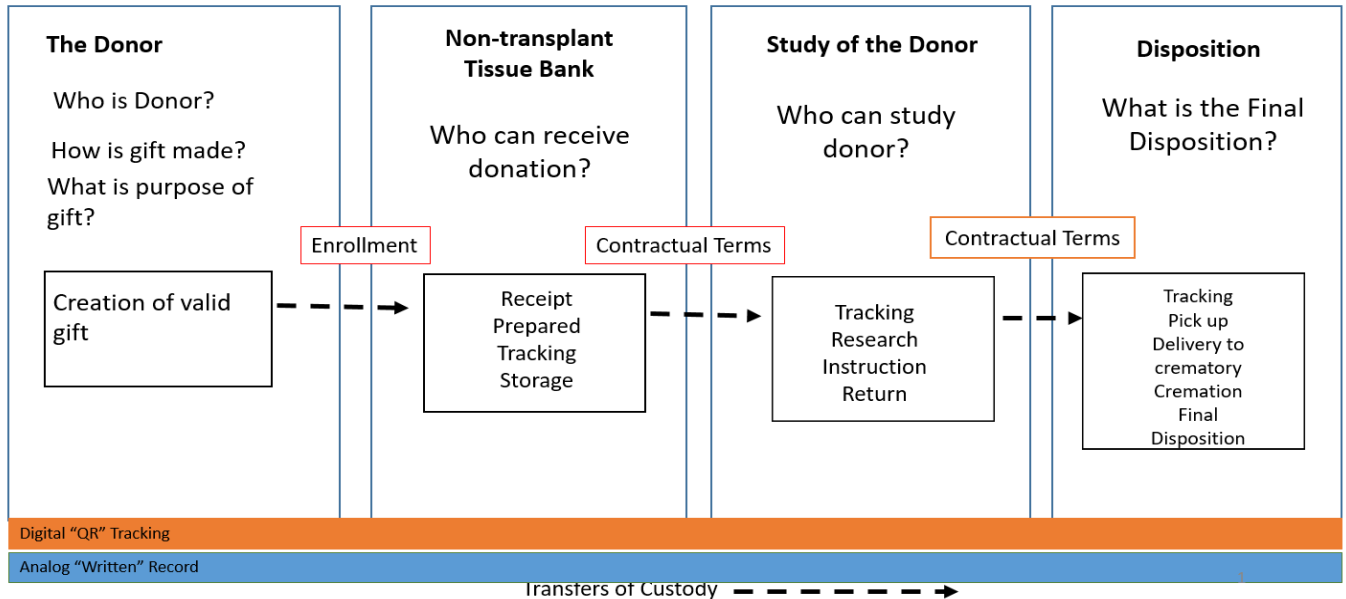 The Donor
Who is Donor?
How is gift made?
What is purpose of
gift?
Enrollment
Creation of valid
gift
Non-transplant
Tissue Bank
Who can receive
donation?
Contractual Terms
Receipt
Prepared
Tracking
Storage
Study of the Donor
Who can study
donor?
Contractual Terms
Tracking
Research
Instruction
Return
Disposition
What is the Final
Disposition?
Tracking
Pick up
Delivery to
crematory
Cremation
Final
Disposition
Digital “QR” Tracking
Analog “Written” Record
Transfers of Custody